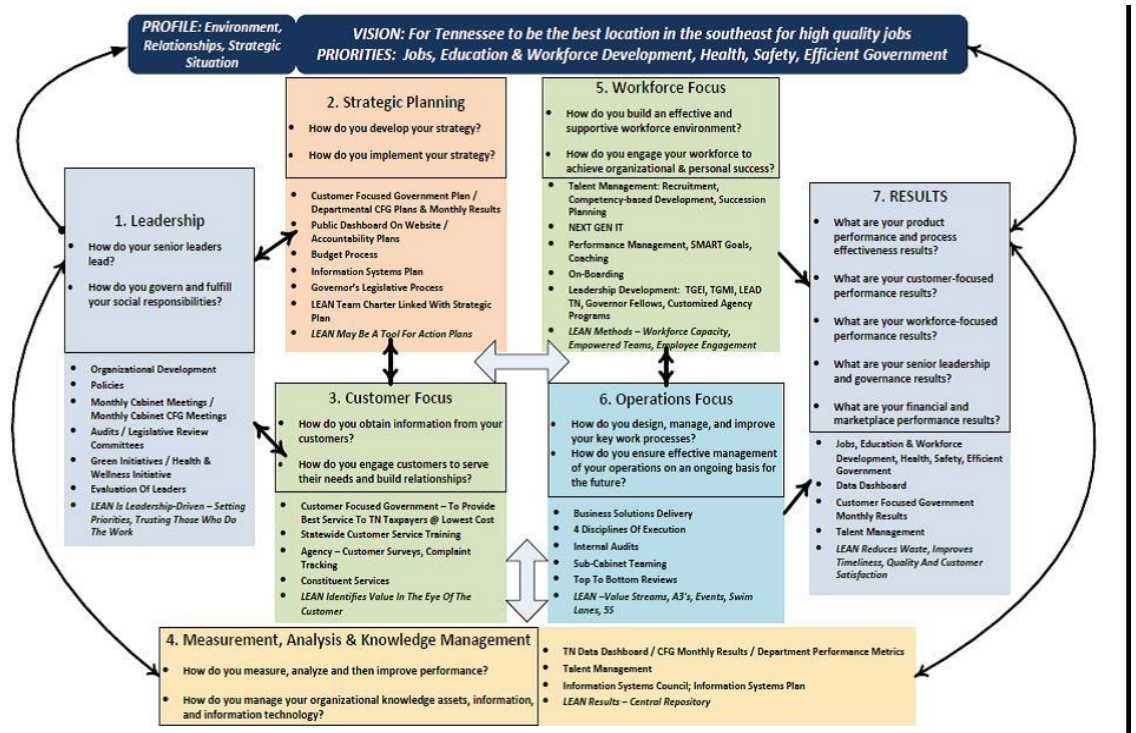 PROFILE: Environment,
Relationships, Strategic
Situation
VISION: For Tennessee to be the best location in the southeast for high quality jobs
PRIORITIES: Jobs, Education & Workforce Development, Health, Safety, Efficient Government
1. Leadership
• How do your senior leaders
lead?
• How do you govern and fulfill
your social responsibilities?
• Organizational Development
• Policies
• Monthly Cabinet Meetings /
Monthly Cabinet CFG Meetings
• Audits / Legislative Review
Committees
• Green Initiatives / Health &
Wellness Initiative
• Evaluation Of Leaders
• LEAN Is Leadership-Driven – Setting
Priorities, Trusting Those Who Do
The Work
2. Strategic Planning
• How do you develop your strategy?
• How do you implement your strategy?
• Customer Focused Government Plan /
Departmental CFG Plans & Monthly Results
• Public Dashboard On Website /
Accountability Plans
• Budget Process
• Information Systems Plan
• Governor's Legislative Process
• LEAN Team Charter Linked With Strategic
Plan
• LEAN May Be A Tool For Action Plans
3. Customer Focus
• How do you obtain information from your
customers?
• How do you engage customers to serve
their needs and build relationships?
• Customer Focused Government – To Provide
Best Service To TN Taxpayers @ Lowest Cost
• Statewide Customer Service Training
• Agency – Customer Surveys, Complaint
Tracking
• Constituent Services
• LEAN Identifies Value In The Eye Of The
Customer
5. Workforce Focus
• How do you build an effective and
supportive workforce environment?
• How do you engage your workforce to
achieve organizational & personal success?
• Talent Management: Recruitment,
Competency-based Development, Succession
Planning
• NEXT GEN IT
• Performance Management, SMART Goals,
Coaching
• On-Boarding
• Leadership Development: TGEI, TGMI, LEAD
TN, Governor Fellows, Customized Agency
Programs
• LEAN Methods – Workforce Capacity,
Empowered Teams, Employee Engagement
6. Operations Focus
• How do you design, manage, and improve
your key work processes?
• How do you ensure effective management
of your operations on an ongoing basis for
the future?
• Business Solutions Delivery
• 4 Disciplines Of Execution
• Internal Audits
• Sub-Cabinet Teaming
• Top To Bottom Reviews
• LEAN –Value Streams, A3's, Events, Swim
Lanes, 5S
7. RESULTS
• What are your product
performance and process
effectiveness results?
• What are your customer-focused
performance results?
• What are your workforce-focused
performance results?
• What are your senior leadership
and governance results?
• What are your financial and
marketplace performance results?
• Jobs, Education & Workforce
Development, Health, Safety, Efficient
Government
• Data Dashboard
• Customer Focused Government
Monthly Results
• Talent Management
• LEAN Reduces Waste, Improves
Timeliness, Quality And Customer
Satisfaction
4. Measurement, Analysis & Knowledge Management
• How do you measure, analyze and then improve performance?
• How do you manage your organizational knowledge assets, information,
and information technology?
• TN Data Dashboard / CFG Monthly Results / Department Performance Metrics
• Talent Management
• Information Systems Council; Information Systems Plan
• LEAN Results – Central Repository